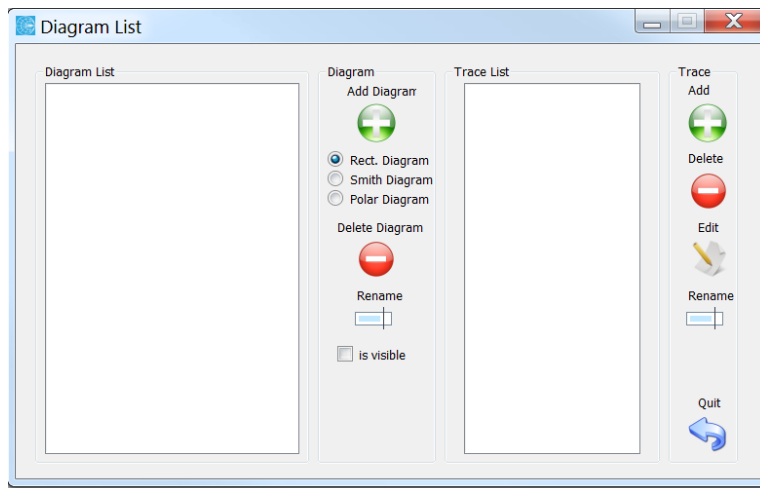 Diagram List
Diagram List
Diagram
Add Diagram
Rect. Diagram
Smith Diagram
Polar Diagram
Delete Diagram
Rename
is visible
Trace List
Trace
Add
Delete
Edit
Rename
Quit